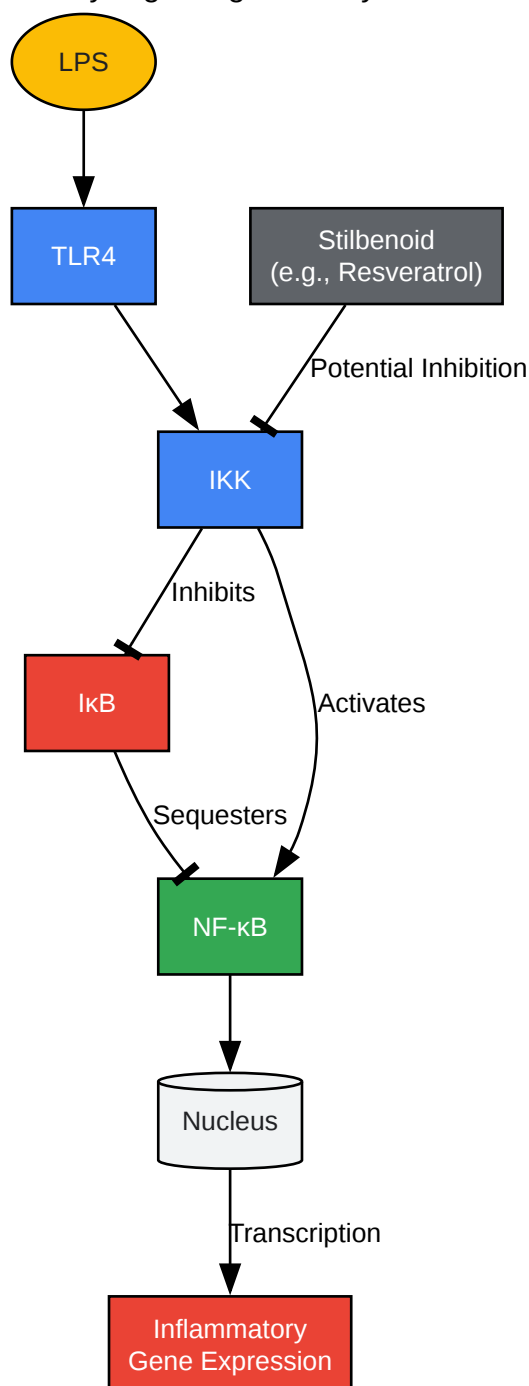 LPS
TLR4
Stilbenoid
(e.g., Resveratrol)
Potential Inhibition
IKK
Inhibits
IκB
Activates
Sequesters
NF-κB
Nucleus
Transcription
Inflammatory
Gene Expression